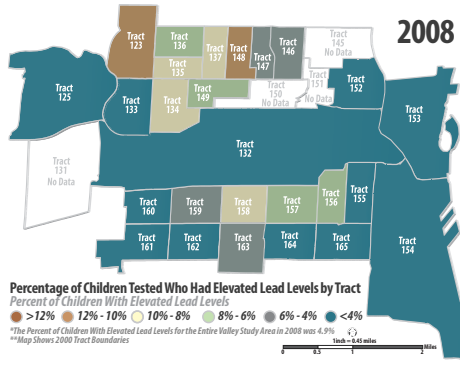 2008
Tract
123
Tract
136
Tract
135
Tract
137
Tract
148
Tract
147
Tract
146
Tract
145
No Data
Tract
125
Tract
133
Tract
134
Tract
149
Tract
150
No Data
Tract
151
No Data
Tract
152
Tract
153
Tract
131
No Data
Tract
132
Tract
160
Tract
159
Tract
158
Tract
157
Tract
156
Tract
155
Tract
161
Tract
162
Tract
163
Tract
164
Tract
165
Tract
154
Percentage of Children Tested Who Had Elevated Lead Levels by Tract
Percent of Children With Elevated Lead Levels
>12% 12% - 10% 10% - 8% 8% - 6% 6% - 4% <4%
*The Percent of Children With Elevated Lead Levels for the Entire Valley Study Area in 2008 was 4.9%
**Map Shows 2000 Tract Boundaries
1inch = 0.45 miles
0 0.5 1 2 Miles